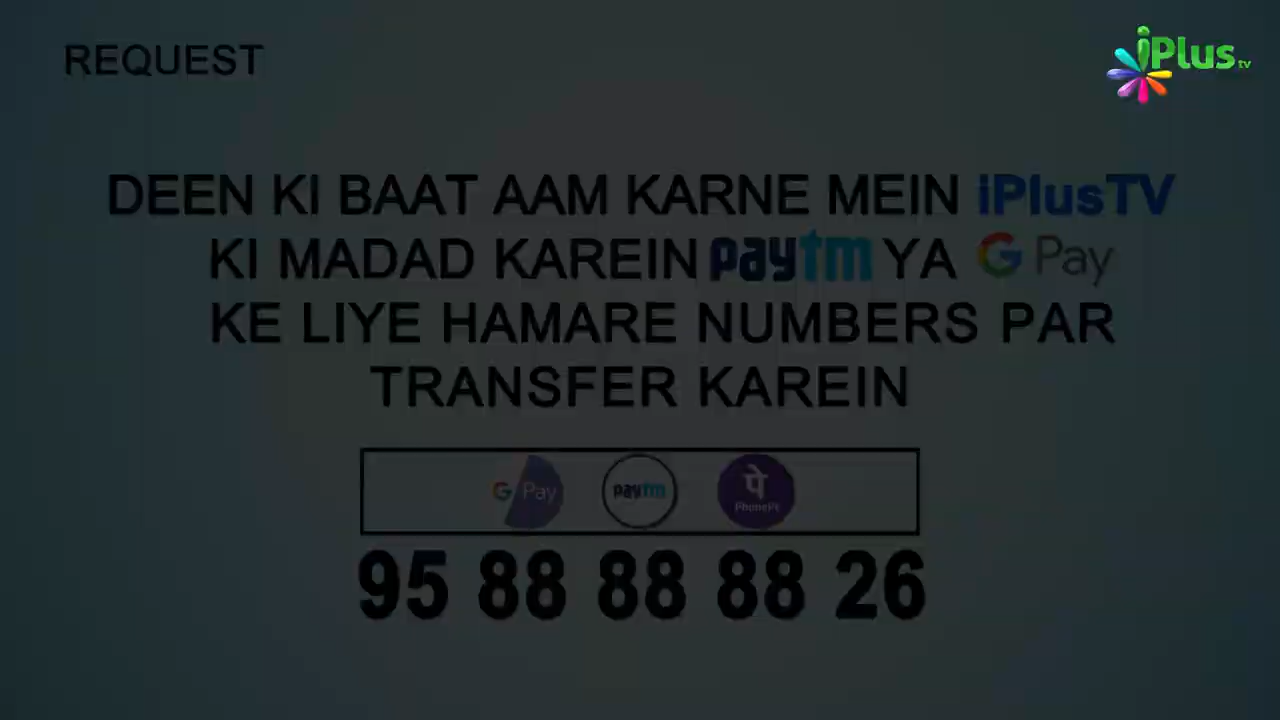 REQUEST
iPlus tv
DEEN KI BAAT AAM KARNE MEIN iPlusTV
KI MADAD KAREIN paytm YA G Pay
KE LIYE HAMARE NUMBERS PAR
TRANSFER KAREIN
G Pay paytm पे PhonePe
95 88 88 88 26